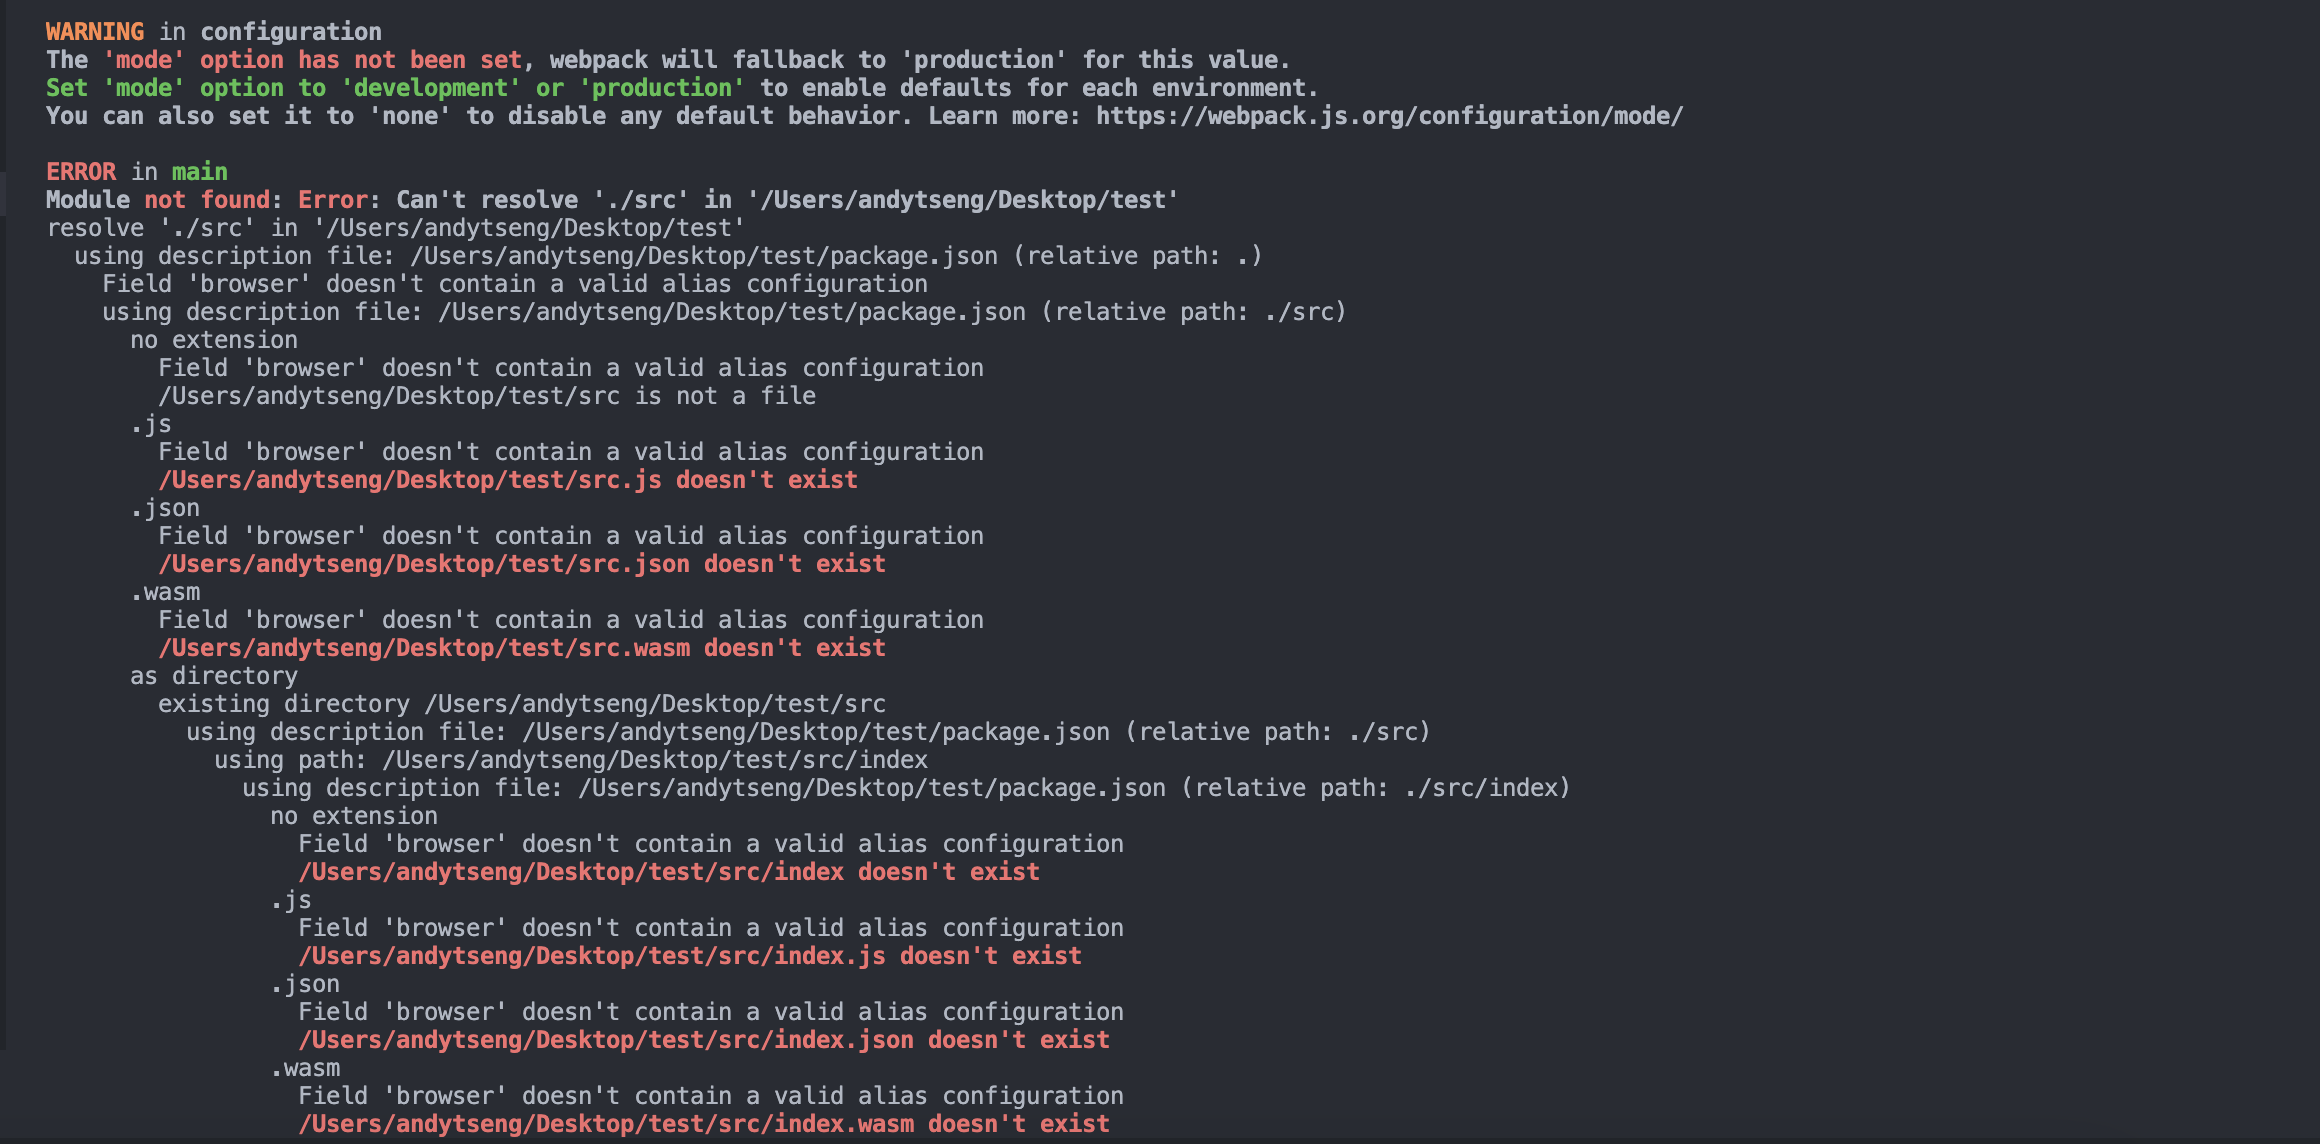 WARNING in configuration
The 'mode' option has not been set, webpack will fallback to 'production' for this value.
Set 'mode' option to 'development' or 'production' to enable defaults for each environment.
You can also set it to 'none' to disable any default behavior. Learn more: https://webpack.js.org/configuration/mode/
ERROR in main
Module not found: Error: Can't resolve './src' in '/Users/andytseng/Desktop/test'
resolve './src' in '/Users/andytseng/Desktop/test'
using description file: /Users/andytseng/Desktop/test/package.json (relative path: .)
Field 'browser' doesn't contain a valid alias configuration
using description file: /Users/andytseng/Desktop/test/package.json (relative path: ./src)
no extension
Field 'browser' doesn't contain a valid alias configuration
/Users/andytseng/Desktop/test/src is not a file
.js
Field 'browser' doesn't contain a valid alias configuration
/Users/andytseng/Desktop/test/src.js doesn't exist
.json
Field 'browser' doesn't contain a valid alias configuration
/Users/andytseng/Desktop/test/src.json doesn't exist
.wasm
Field 'browser' doesn't contain a valid alias configuration
/Users/andytseng/Desktop/test/src.wasm doesn't exist
as directory
existing directory /Users/andytseng/Desktop/test/src
using description file: /Users/andytseng/Desktop/test/package.json (relative path: ./src)
using path: /Users/andytseng/Desktop/test/src/index
using description file: /Users/andytseng/Desktop/test/package.json (relative path: ./src/index)
no extension
Field 'browser' doesn't contain a valid alias configuration
/Users/andytseng/Desktop/test/src/index doesn't exist
.js
Field 'browser' doesn't contain a valid alias configuration
/Users/andytseng/Desktop/test/src/index.js doesn't exist
.json
Field 'browser' doesn't contain a valid alias configuration
/Users/andytseng/Desktop/test/src/index.json doesn't exist
.wasm
Field 'browser' doesn't contain a valid alias configuration
/Users/andytseng/Desktop/test/src/index.wasm doesn't exist